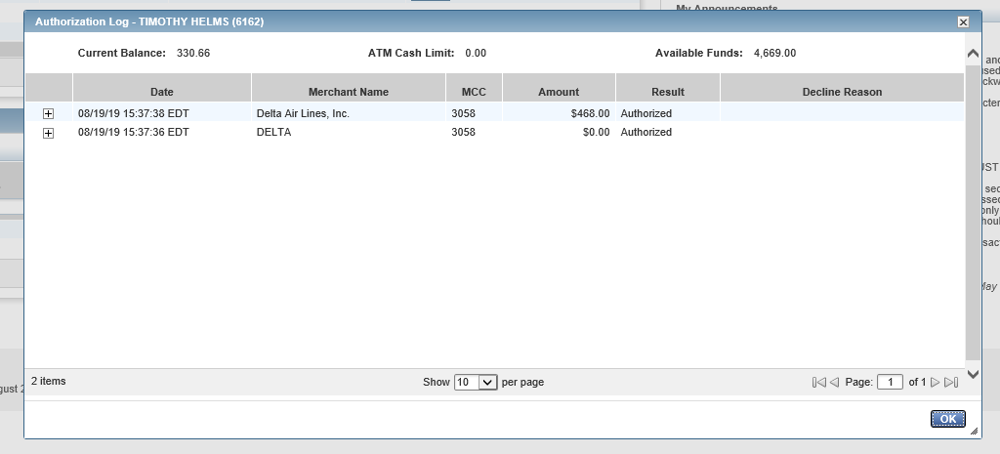 My Announcements
Authorization Log - TIMOTHY HELMS (6162)
Current Balance: 330.66 ATM Cash Limit: 0.00 Available Funds: 4,669.00
Date Merchant Name MCC Amount Result Decline Reason
08/19/19 15:37:38 EDT Delta Air Lines, Inc. 3058 $468.00 Authorized
08/19/19 15:37:36 EDT DELTA 3058 $0.00 Authorized
2 items Show 10 per page Page: 1 of 1
OK